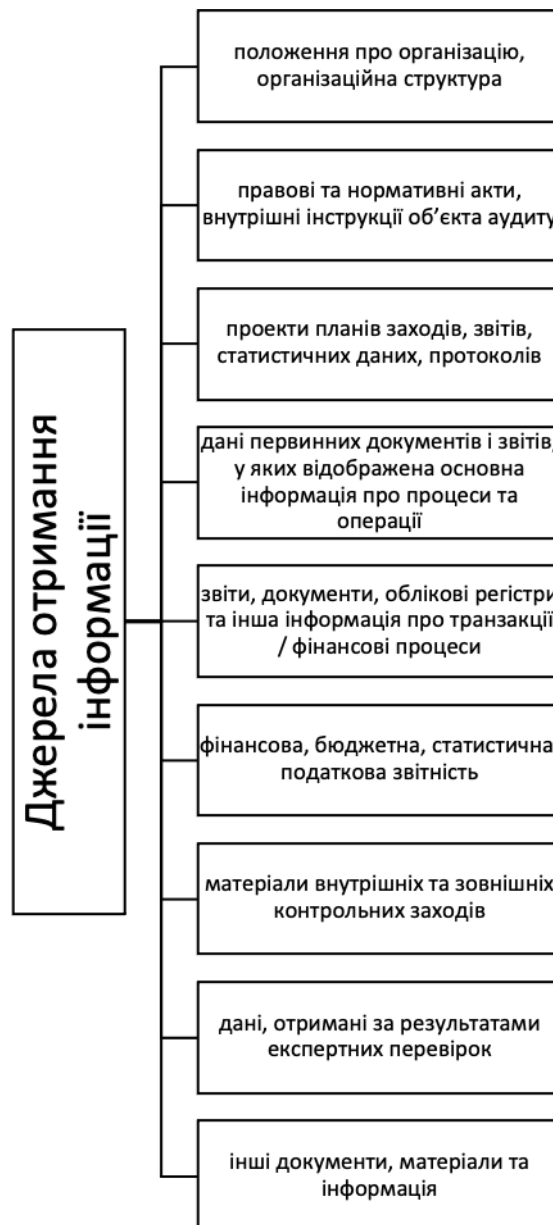 Джерела отримання
інформації
положення про організацію,
організаційна структура
правові та нормативні акти,
внутрішні інструкції об’єкта аудиту
проекти планів заходів, звітів,
статистичних даних, протоколів
дані первинних документів і звітів,
у яких відображена основна
інформація про процеси та
операції
звіти, документи, облікові регістри
та інша інформація про транзакції
/ фінансові процеси
фінансова, бюджетна, статистична,
податкова звітність
матеріали внутрішніх та зовнішніх
контрольних заходів
дані, отримані за результатами
експертних перевірок
інші документи, матеріали та
інформація